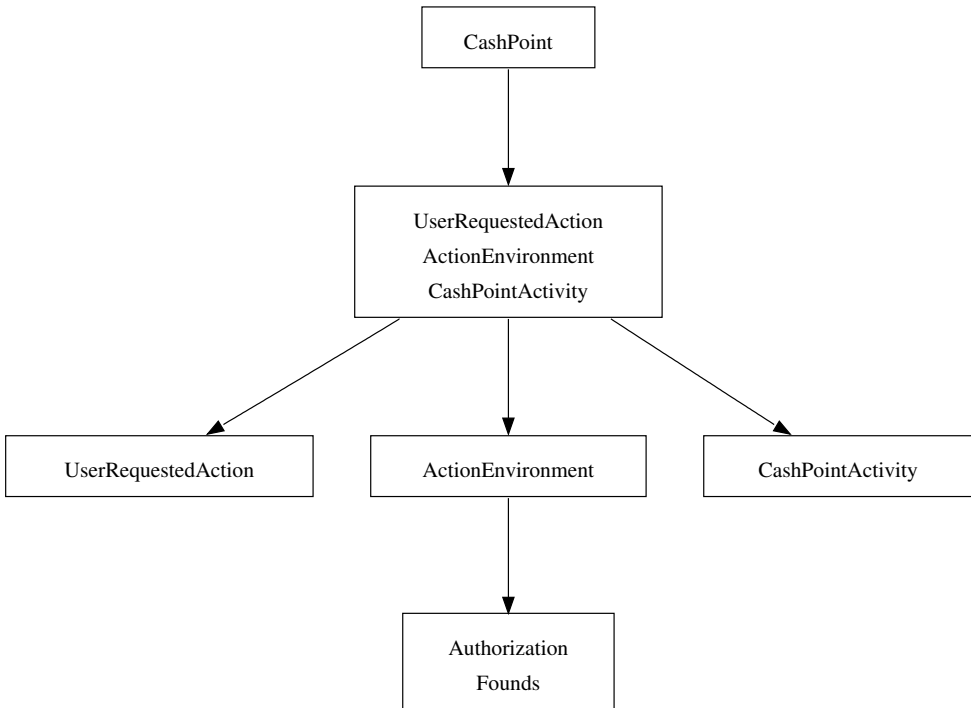 CashPoint
UserRequestedAction
ActionEnvironment
CashPointActivity
UserRequestedAction
ActionEnvironment
CashPointActivity
Authorization
Founds